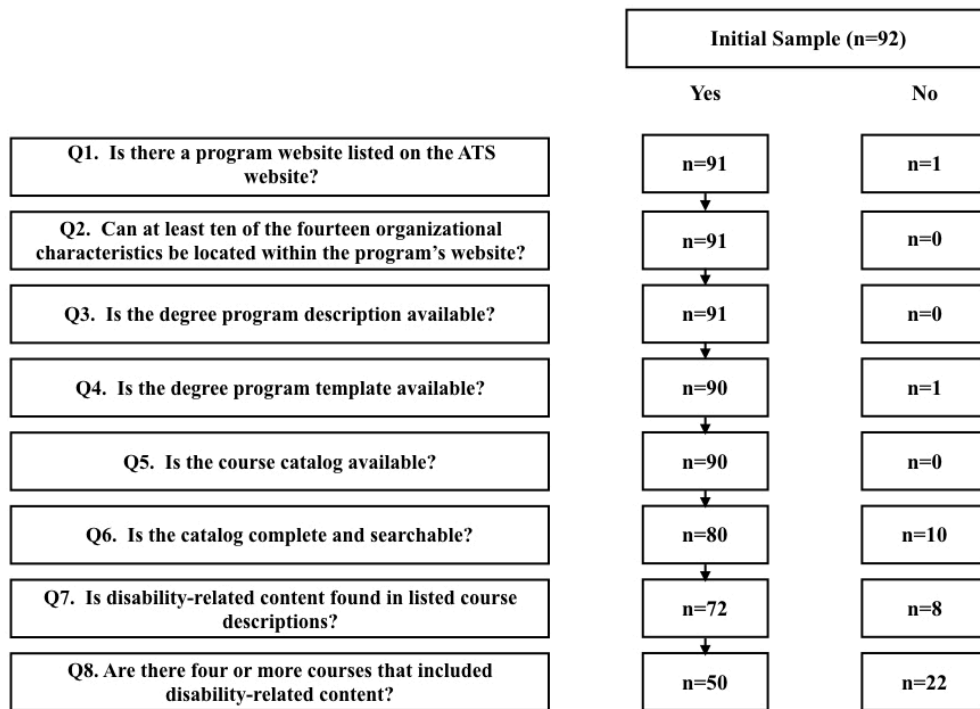 Initial Sample (n=92)
Yes
No
Q1. Is there a program website listed on the ATS
website?
n=91
n=1
Q2. Can at least ten of the fourteen organizational
characteristics be located within the program's website?
n=91
n=0
Q3. Is the degree program description available?
n=91
n=0
Q4. Is the degree program template available?
n=90
n=1
Q5. Is the course catalog available?
n=90
n=0
Q6. Is the catalog complete and searchable?
n=80
n=10
Q7. Is disability-related content found in listed course
descriptions?
n=72
n=8
Q8. Are there four or more courses that included
disability-related content?
n=50
n=22